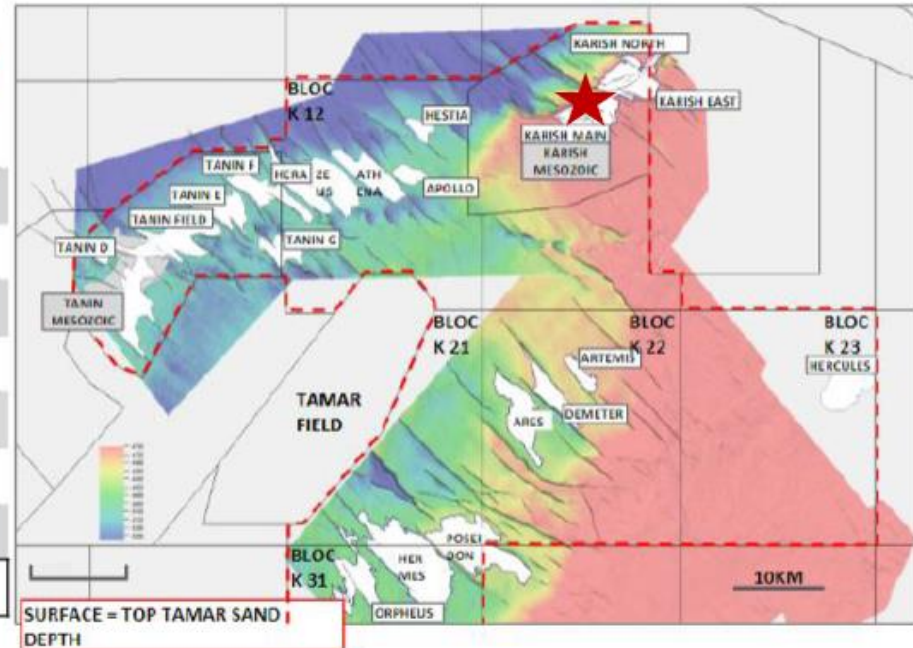 KARISH NORTH
BLOC
K 12
KARISH EAST
HESTIA
KARISH MAIN
KARISH
MESOZOIC
TANIN F
HERA
ZE
US
ATH
ENA
APOLLO
TANIN E
TANIN FIELD
TANIN G
TANIN D
TANIN
MESOZOIC
BLOC
K 21
BLOC
K 22
BLOC
K 23
HERCULES
ARTEMIS
TAMAR
FIELD
ARES
DEMETER
POSEI
DON
BLOC
K 31
HER
MES
ORPHEUS
10KM
SURFACE = TOP TAMAR SAND
DEPTH